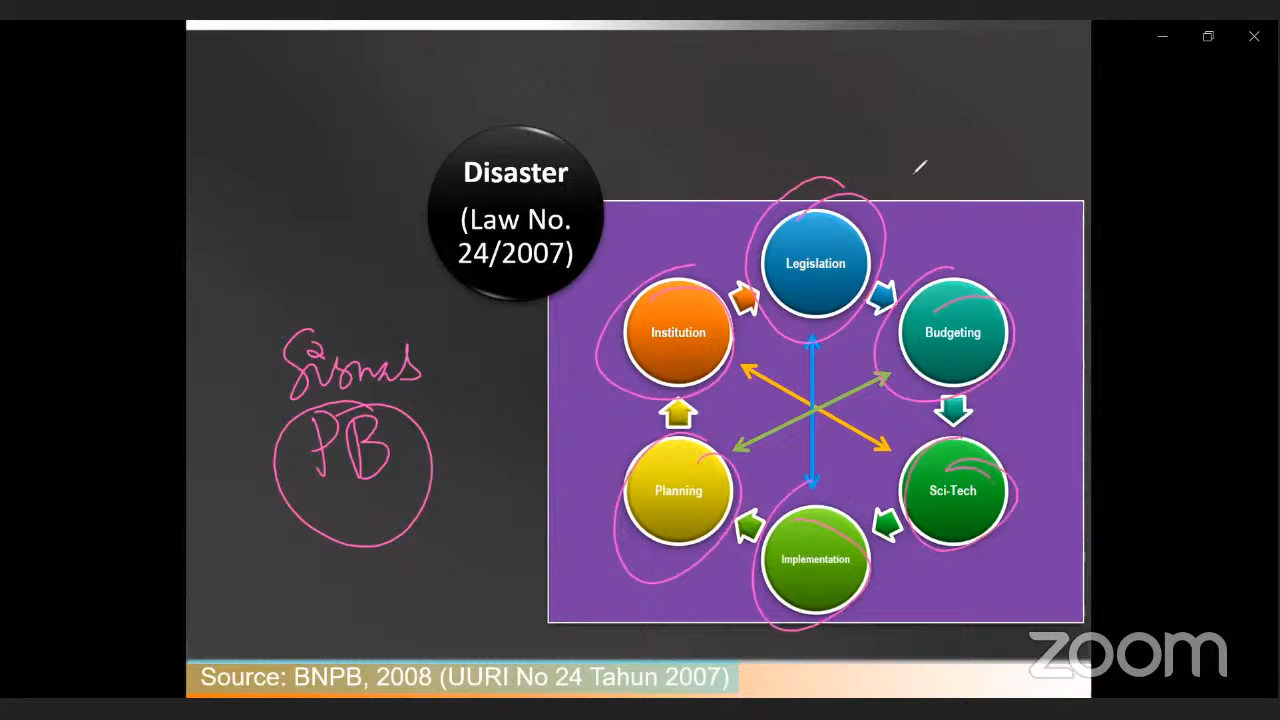 Disaster
(Law No.
24/2007)
Legislation
Institution
Budgeting
Planning
Sci-Tech
Implementation
PB
Source: BNPB, 2008 (UURI No 24 Tahun 2007)
zoom